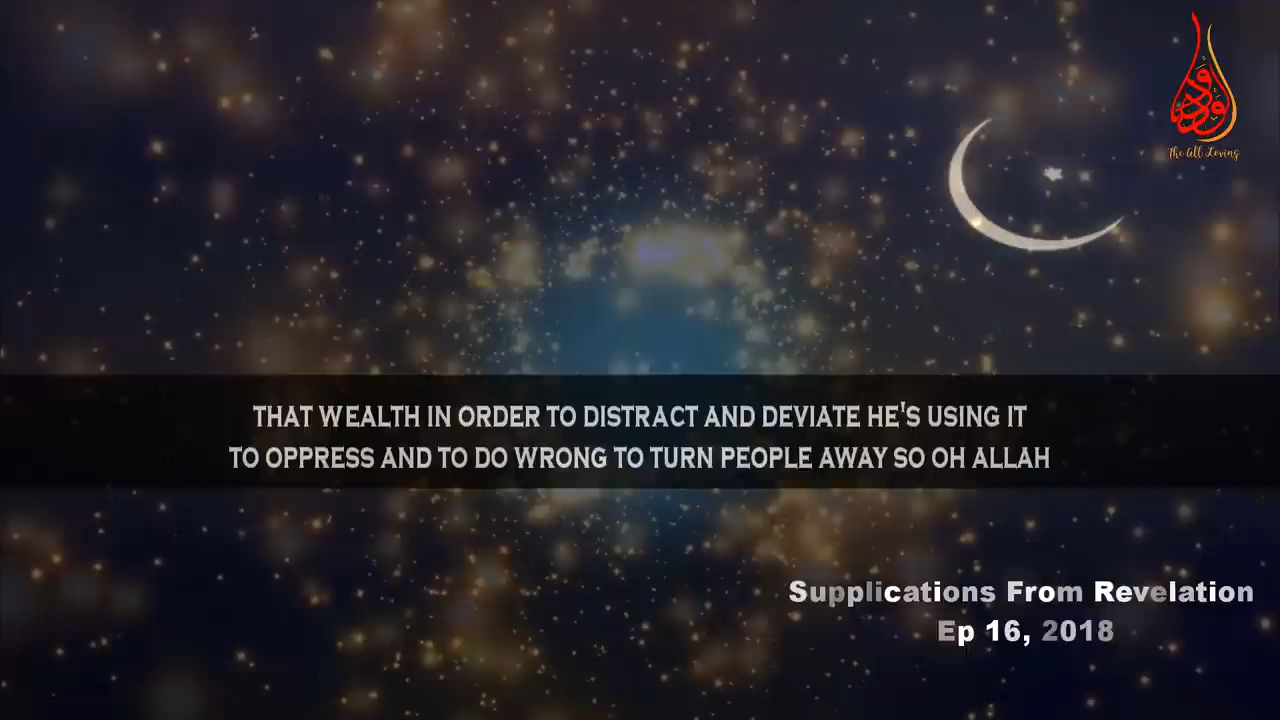 الودود
The All Loving
THAT WEALTH IN ORDER TO DISTRACT AND DEVIATE HE'S USING IT
TO OPPRESS AND TO DO WRONG TO TURN PEOPLE AWAY SO OH ALLAH
Supplications From Revelation
Ep 16, 2018